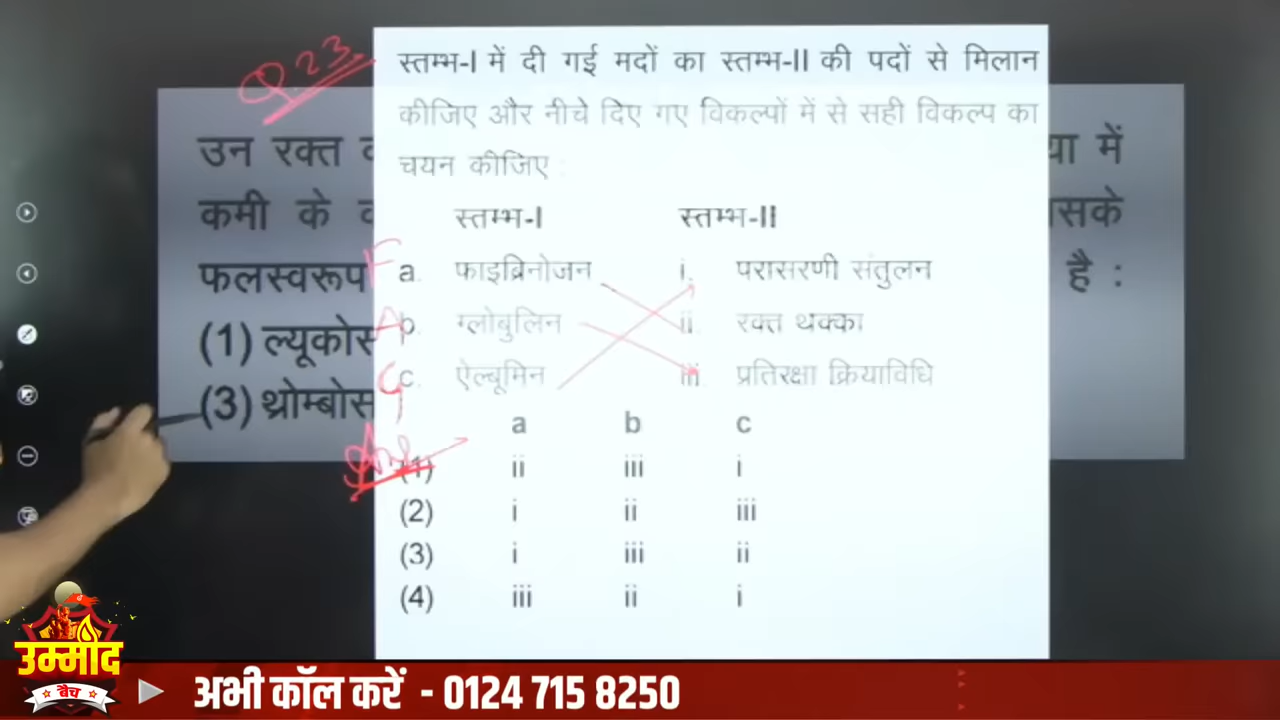 Q.23.
स्तम्भ-I में दी गई मदों का स्तम्भ-II की पदों से मिलान
कीजिए और नीचे दिए गए विकल्पों में से सही विकल्प का
चयन कीजिए :
स्तम्भ-I स्तम्भ-II
F a. फाइब्रिनोजन i. परासरणी संतुलन
A b. ग्लोबुलिन ii. रक्त थक्का
G c. ऐल्बूमिन iii. प्रतिरक्षा क्रियाविधि
a b c
Ans (1) ii iii i
(2) i ii iii
(3) i iii ii
(4) iii ii i
उन रक्त
में
कमी के
फलस्वरूप है :
(1)
(3)
उम्मीद
बैच
अभी कॉल करें - 0124 715 8250